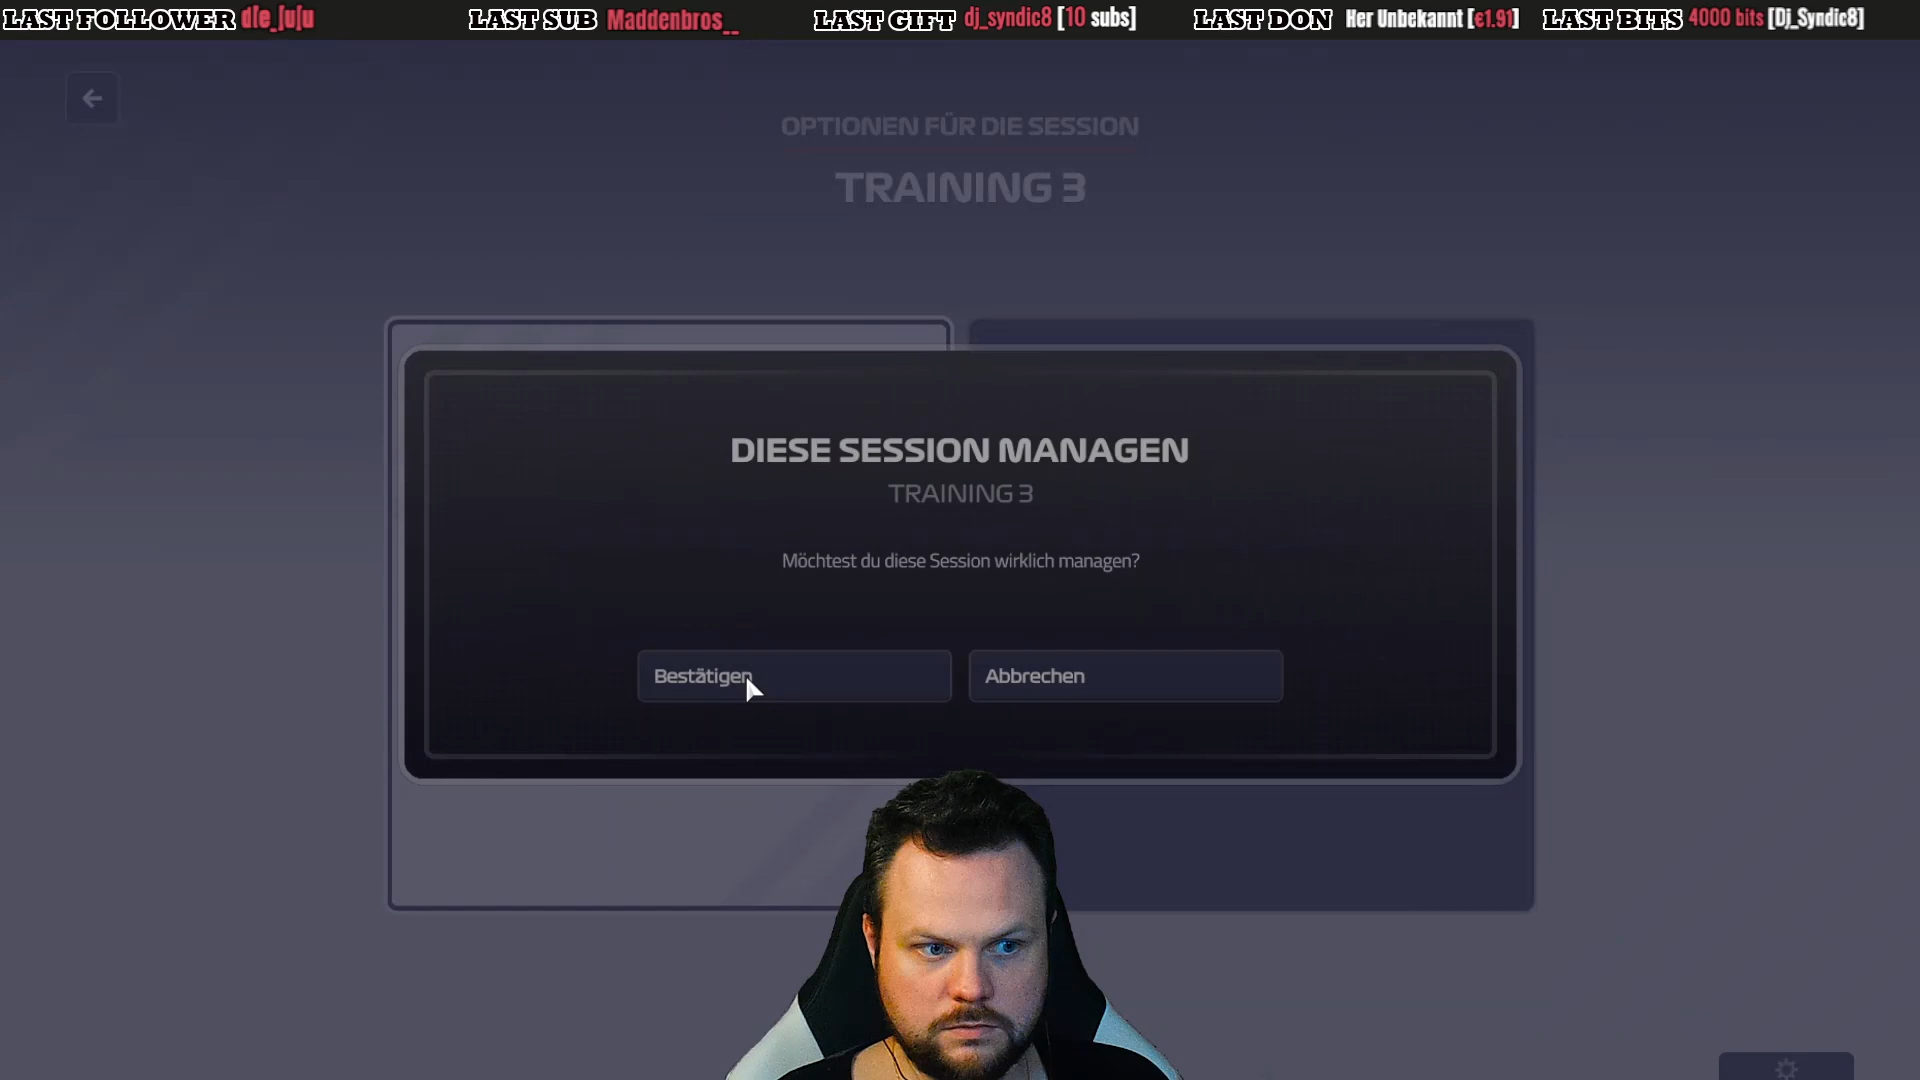 LAST FOLLOWER d[e_[u[u LAST SUB Maddenbros__ LAST GIFT dj_syndic8 [10 subs] LAST DON Her Unbekannt [€1.91] LAST BITS 4000 bits [Dj_Syndic8]
OPTIONEN FÜR DIE SESSION
TRAINING 3
DIESE SESSION MANAGEN
TRAINING 3
Möchtest du diese Session wirklich managen?
Bestätigen Abbrechen